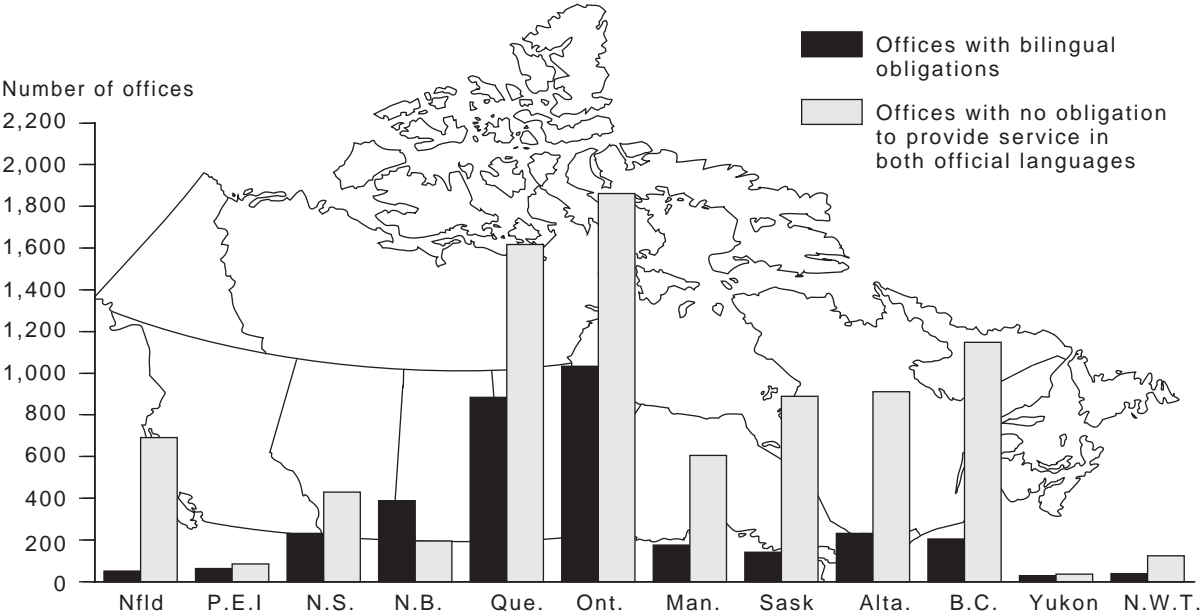 Number of offices
2,200
2,000
1,800
1,600
1,400
1,200
1,000
800
600
400
200
0
Offices with bilingual
obligations
Offices with no obligation
to provide service in
both official languages
Nfld P.E.I N.S. N.B. Que. Ont. Man. Sask Alta. B.C. Yukon N.W.T.